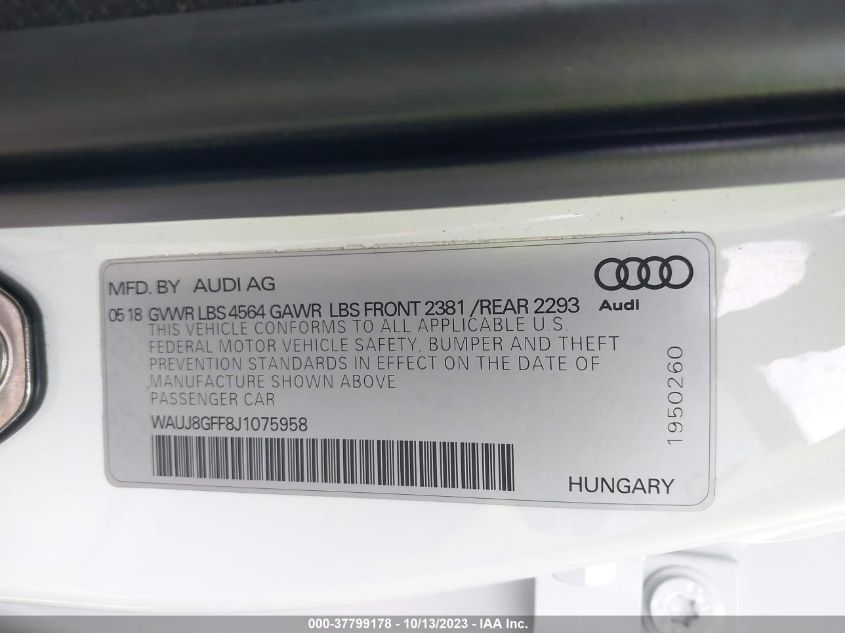 MFD. BY AUDI AG
Audi
05 18 GVWR LBS 4564 GAWR LBS FRONT 2381 /REAR 2293
THIS VEHICLE CONFORMS TO ALL APPLICABLE U.S.
FEDERAL MOTOR VEHICLE SAFETY, BUMPER AND THEFT
PREVENTION STANDARDS IN EFFECT ON THE DATE OF
MANUFACTURE SHOWN ABOVE
PASSENGER CAR
WAUJ8GFF8J1075958
1950260
HUNGARY
000-37799178 - 10/13/2023 - IAA Inc.